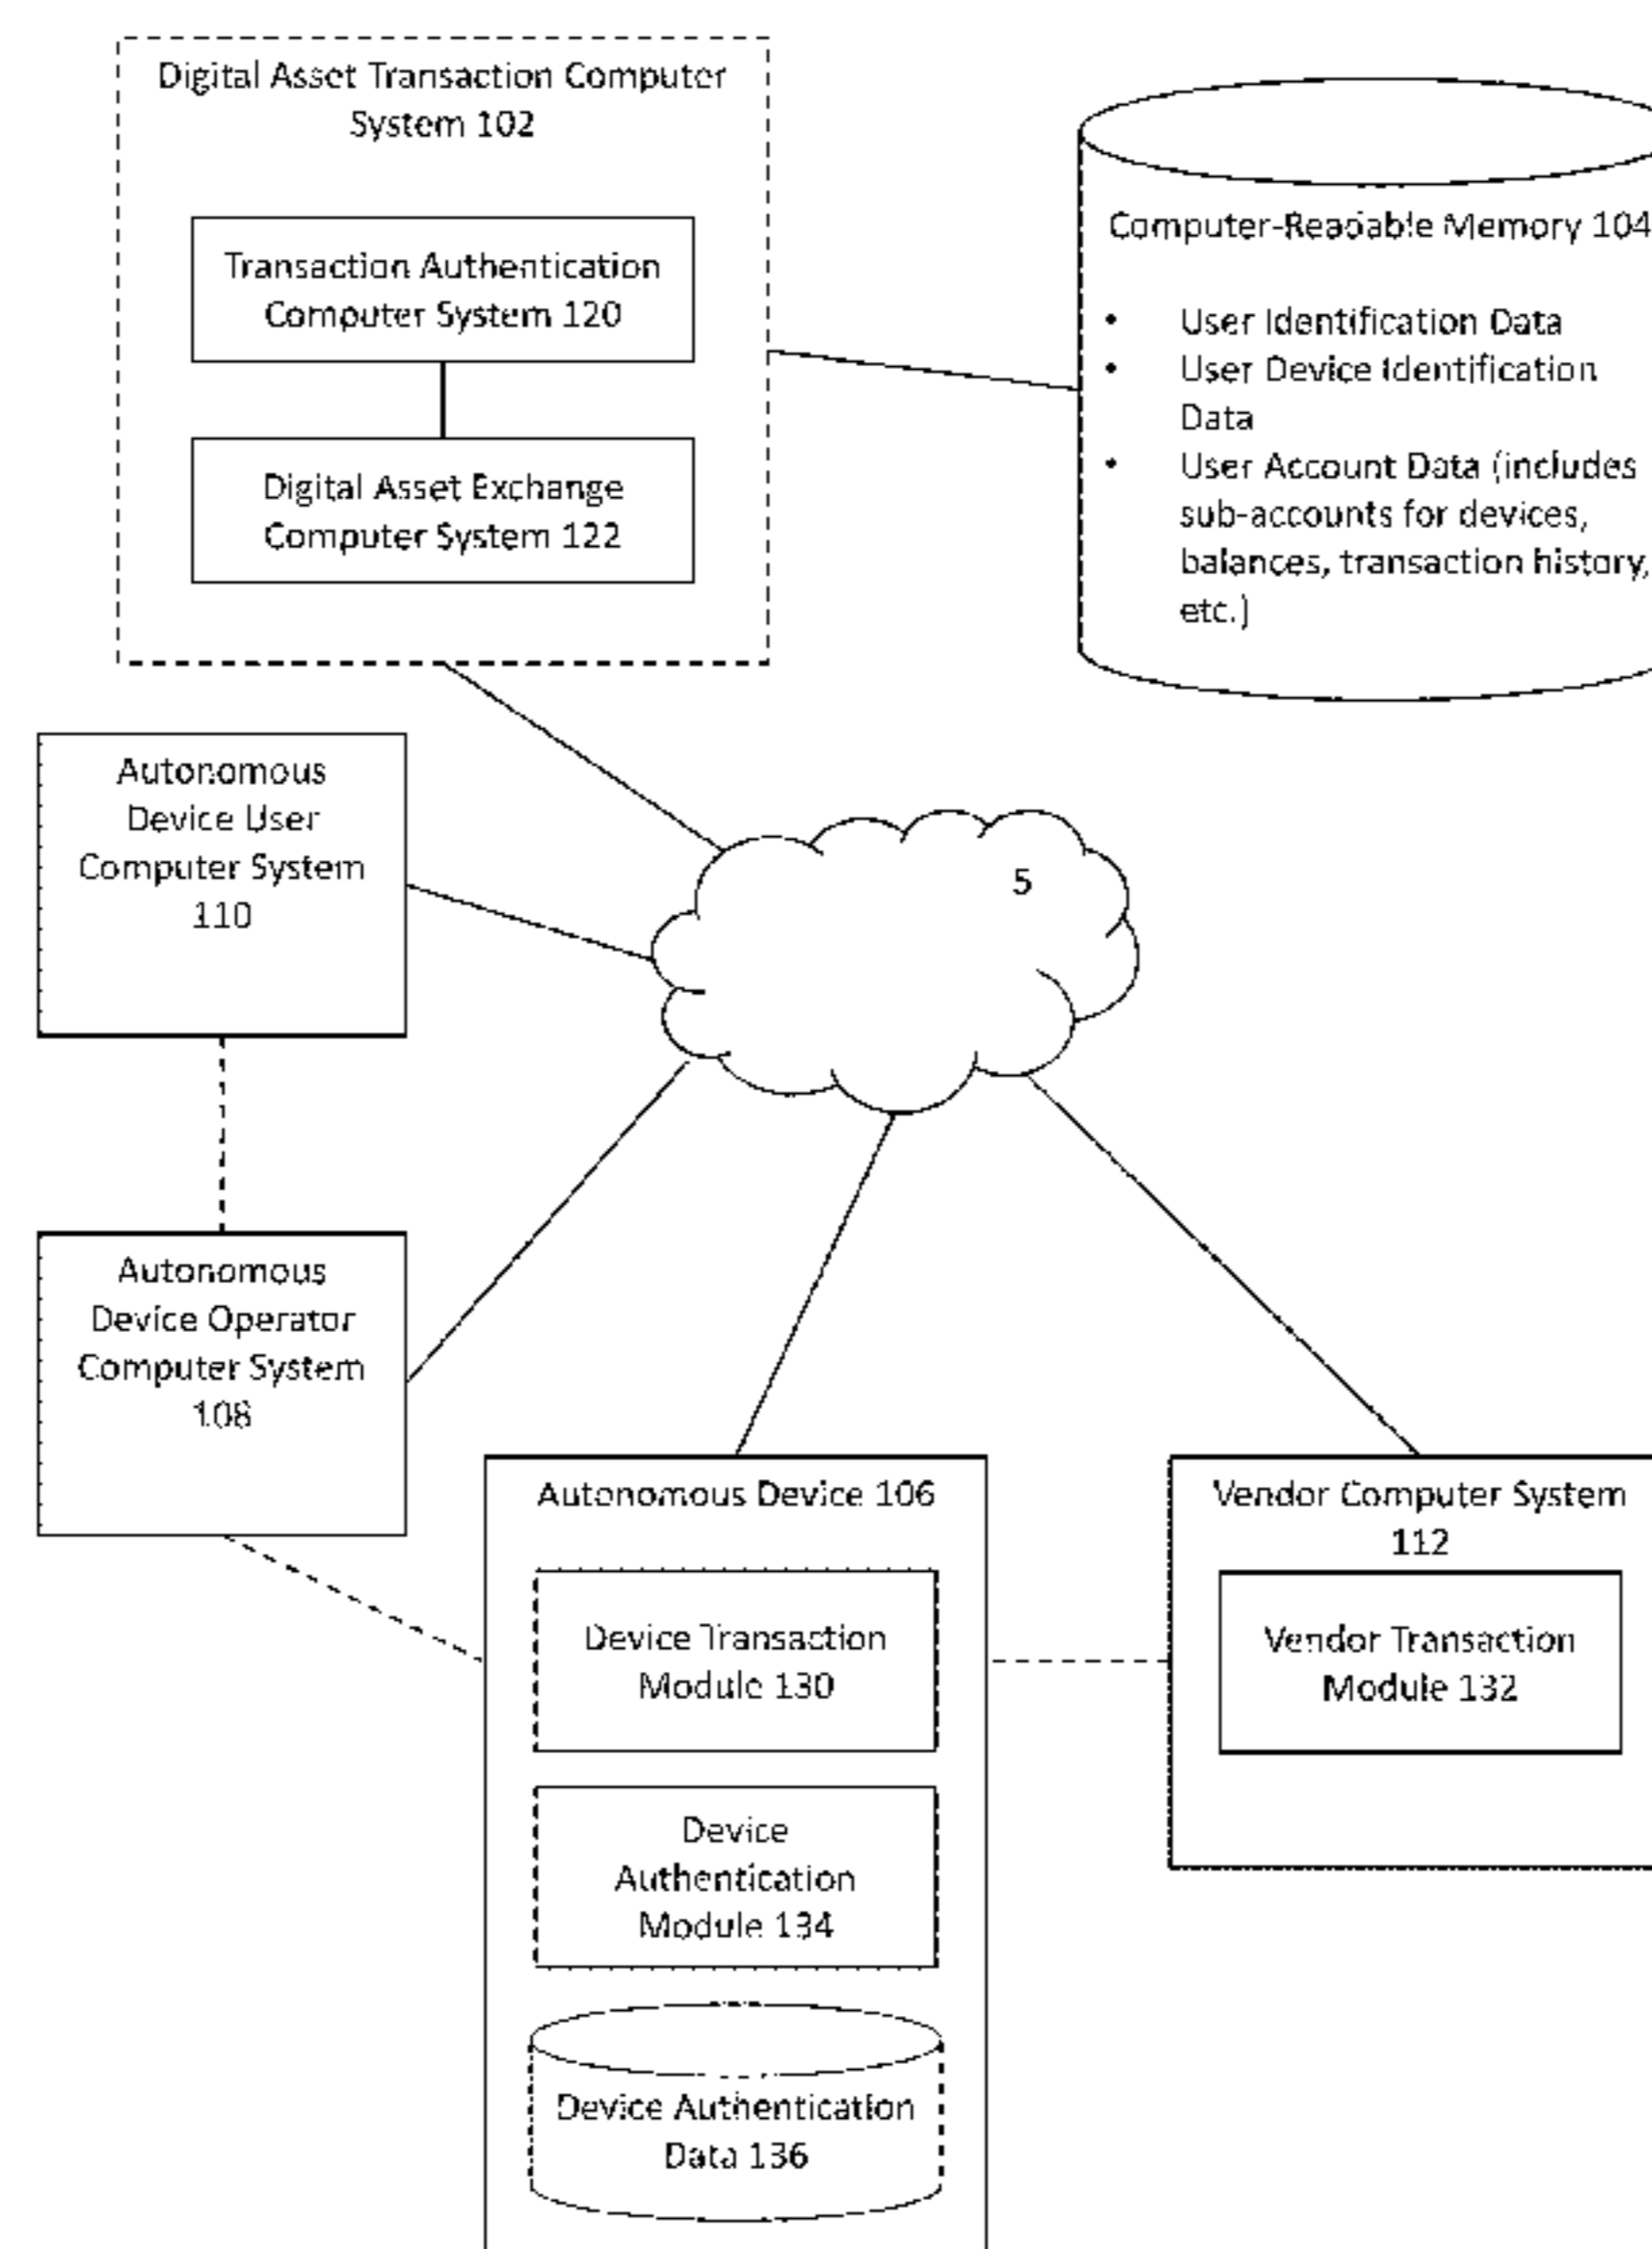 Digital Asset Transaction Computer
System 102
Transaction Authentication
Computer System 120
Digital Asset Exchange
Computer System 122
Computer-Readable Memory 104
• User Identification Data
• User Device Identification
Data
• User Account Data (includes
sub-accounts for devices,
balances, transaction history,
etc.)
Autonomous
Device User
Computer System
110
5
Autonomous
Device Operator
Computer System
108
Autonomous Device 106
Device Transaction
Module 130
Device
Authentication
Module 134
Device Authentication
Data 136
Vendor Computer System
112
Vendor Transaction
Module 132